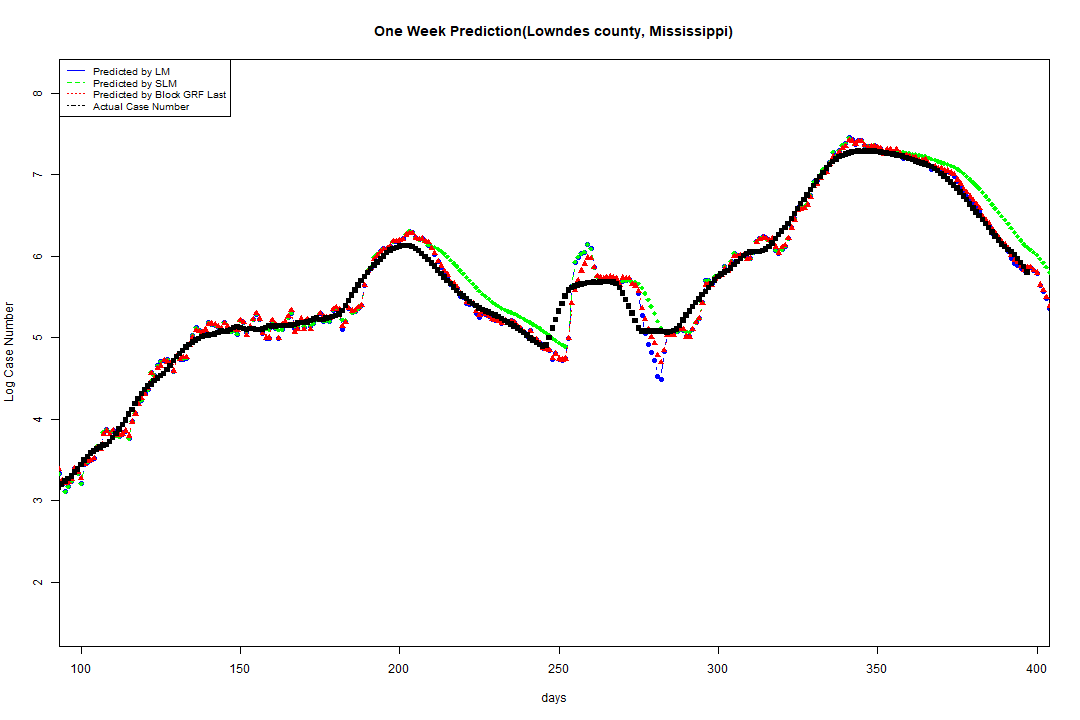 One Week Prediction(Lowndes county, Mississippi)
Predicted by LM
Predicted by SLM
Predicted by Block GRF Last
Actual Case Number
8
7
6
5
4
3
2
Log Case Number
100 150 200 250 300 350 400
days